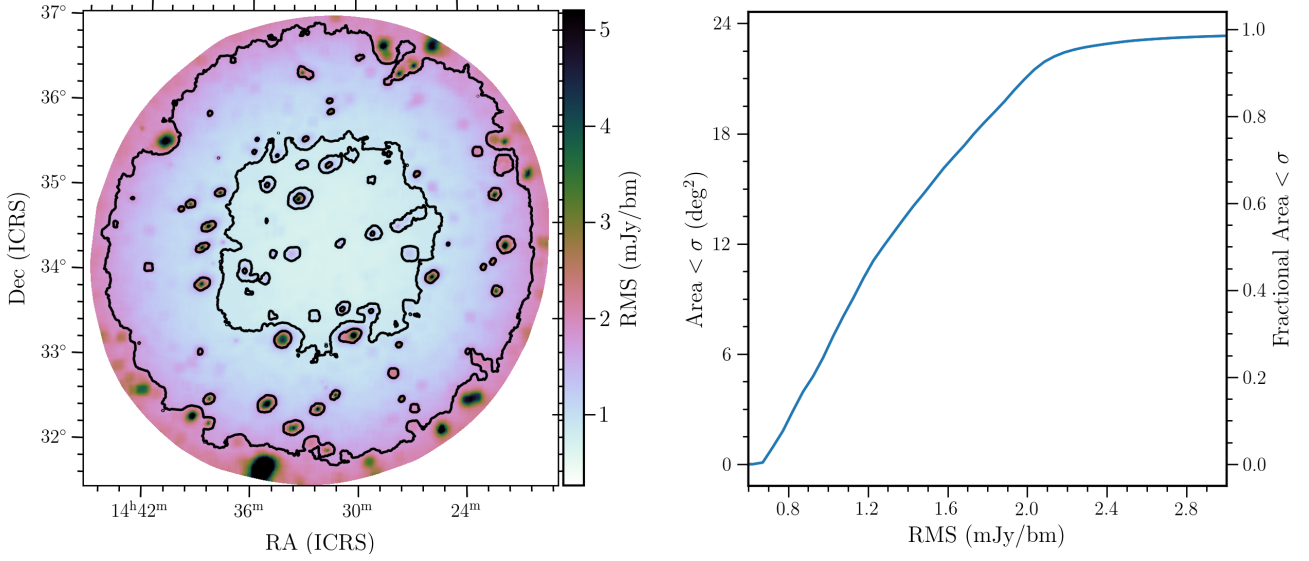 37°
36°
35°
34°
33°
32°
Dec (ICRS)
14ʰ42ᵐ 36ᵐ 30ᵐ 24ᵐ
RA (ICRS)
5
4
3
2
1
RMS (mJy/bm)
24
18
12
6
0
Area < σ (deg²)
0.8 1.2 1.6 2.0 2.4 2.8
RMS (mJy/bm)
1.0
0.8
0.6
0.4
0.2
0.0
Fractional Area < σ